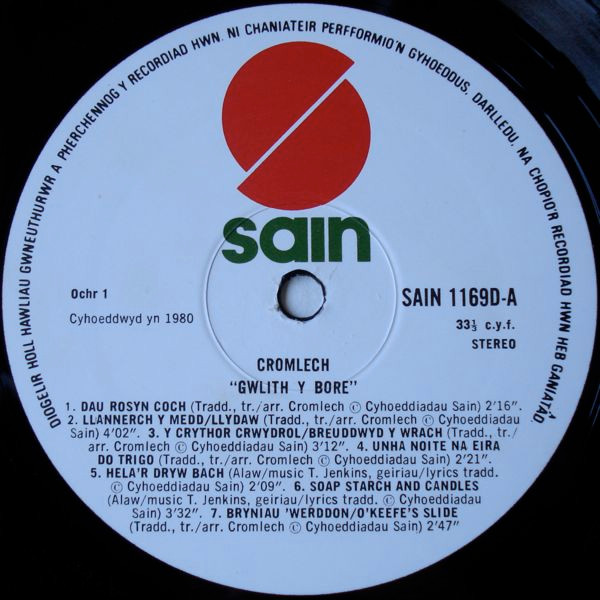 DIOGELIR HOLL HAWLIAU GWNEUTHURWR A PHERCHENNOG Y RECORDIAD HWN. NI CHANIATEIR PERFFORMIO'N GYHOEDDUS, DARLLEDU, NA CHOPIO'R RECORDIAD HWN HEB GANIATÂD
sain
Ochr 1
SAIN 1169D-A
Cyhoeddwyd yn 1980
33⅓ c.y.f.
STEREO
CROMLECH
"GWLITH Y BORE"
1. DAU ROSYN COCH (Tradd., tr./arr. Cromlech Ⓒ Cyhoeddiadau Sain) 2'16".
2. LLANNERCH Y MEDD/LLYDAW (Tradd., tr./arr. Cromlech Ⓒ Cyhoeddiadau
Sain) 4'02". 3. Y CRYTHOR CRWYDROL/BREUDDWYD Y WRACH (Tradd., tr./
arr. Cromlech Ⓒ Cyhoeddiadau Sain) 3'12". 4. UNHA NOITE NA EIRA
DO TRIGO (Tradd., tr./arr. Cromlech Ⓒ Cyhoeddiadau Sain) 2'21".
5. HELA'R DRYW BACH (Alaw/music T. Jenkins, geiriau/lyrics tradd.
Ⓒ Cyhoeddiadau Sain) 2'09". 6. SOAP STARCH AND CANDLES
(Alaw/music T. Jenkins, geiriau/lyrics tradd. Ⓒ Cyhoeddiadau
Sain) 3'32". 7. BRYNIAU 'WERDDON/O'KEEFE'S SLIDE
(Tradd., tr./arr. Cromlech Ⓒ Cyhoeddiadau Sain) 2'47"